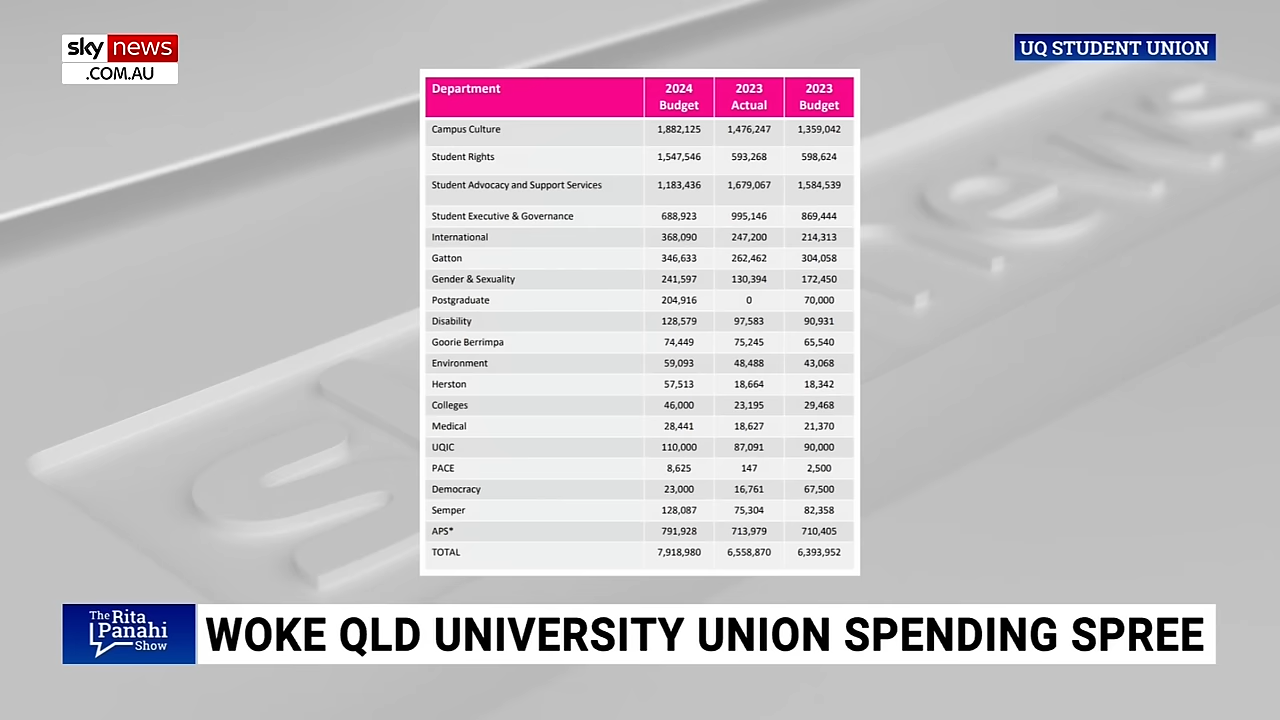 sky news
.COM.AU
UQ STUDENT UNION
Department 2024 Budget 2023 Actual 2023 Budget
Campus Culture 1,882,125 1,476,247 1,359,042
Student Rights 1,547,546 593,268 598,624
Student Advocacy and Support Services 1,183,436 1,679,067 1,584,539
Student Executive & Governance 688,923 995,146 869,444
International 368,090 247,200 214,313
Gatton 346,633 262,462 304,058
Gender & Sexuality 241,597 130,394 172,450
Postgraduate 204,916 0 70,000
Disability 128,579 97,583 90,931
Goorie Berrimpa 74,449 75,245 65,540
Environment 59,093 48,488 43,068
Herston 57,513 18,664 18,342
Colleges 46,000 23,195 29,468
Medical 28,441 18,627 21,370
UQIC 110,000 87,091 90,000
PACE 8,625 147 2,500
Democracy 23,000 16,761 67,500
Semper 128,087 75,304 82,358
APS* 791,928 713,979 710,405
TOTAL 7,918,980 6,558,870 6,393,952
The Rita
Panahi
Show
WOKE QLD UNIVERSITY UNION SPENDING SPREE